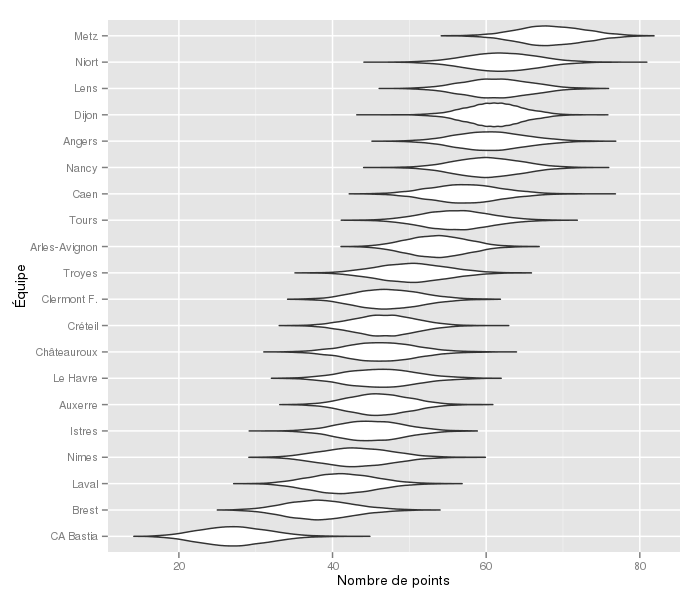 Metz
Niort
Lens
Dijon
Angers
Nancy
Caen
Tours
Arles-Avignon
Troyes
Clermont F.
Créteil
Châteauroux
Le Havre
Auxerre
Istres
Nimes
Laval
Brest
CA Bastia
Équipe
20 40 60 80
Nombre de points